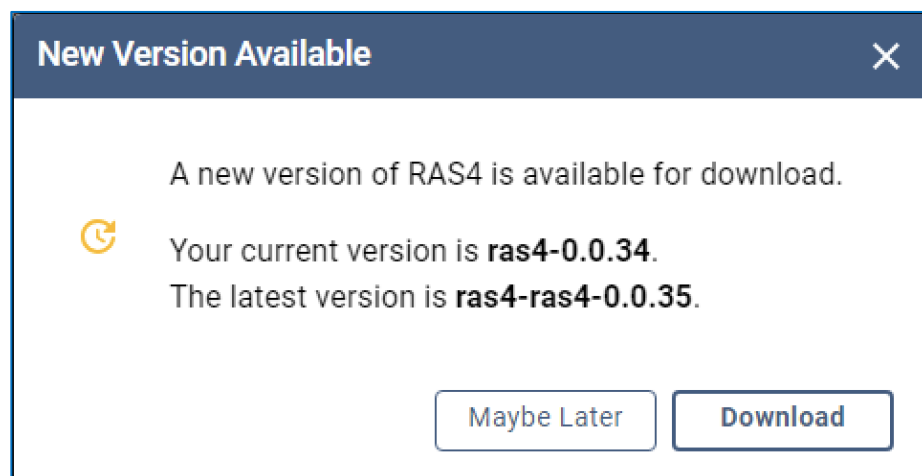 New Version Available
A new version of RAS4 is available for download.
Your current version is ras4-0.0.34.
The latest version is ras4-ras4-0.0.35.
Maybe Later
Download